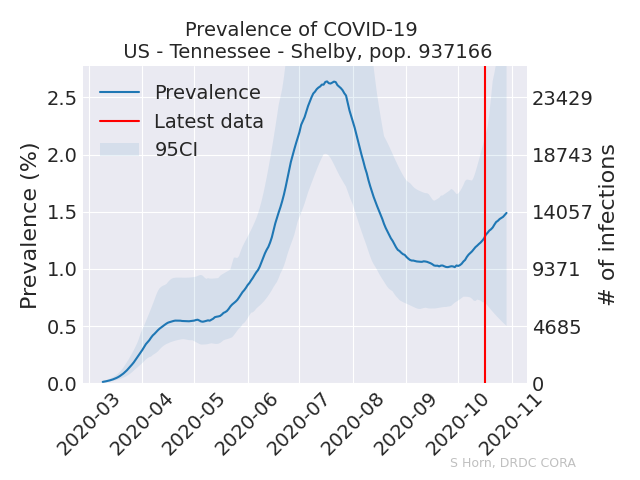 Prevalence of COVID-19
US - Tennessee - Shelby, pop. 937166
Prevalence
Latest data
95CI
Prevalence (%)
2.5
2.0
1.5
1.0
0.5
0.0
23429
18743
14057
9371
4685
0
# of infections
2020-03
2020-04
2020-05
2020-06
2020-07
2020-08
2020-09
2020-10
2020-11
S Horn, DRDC CORA